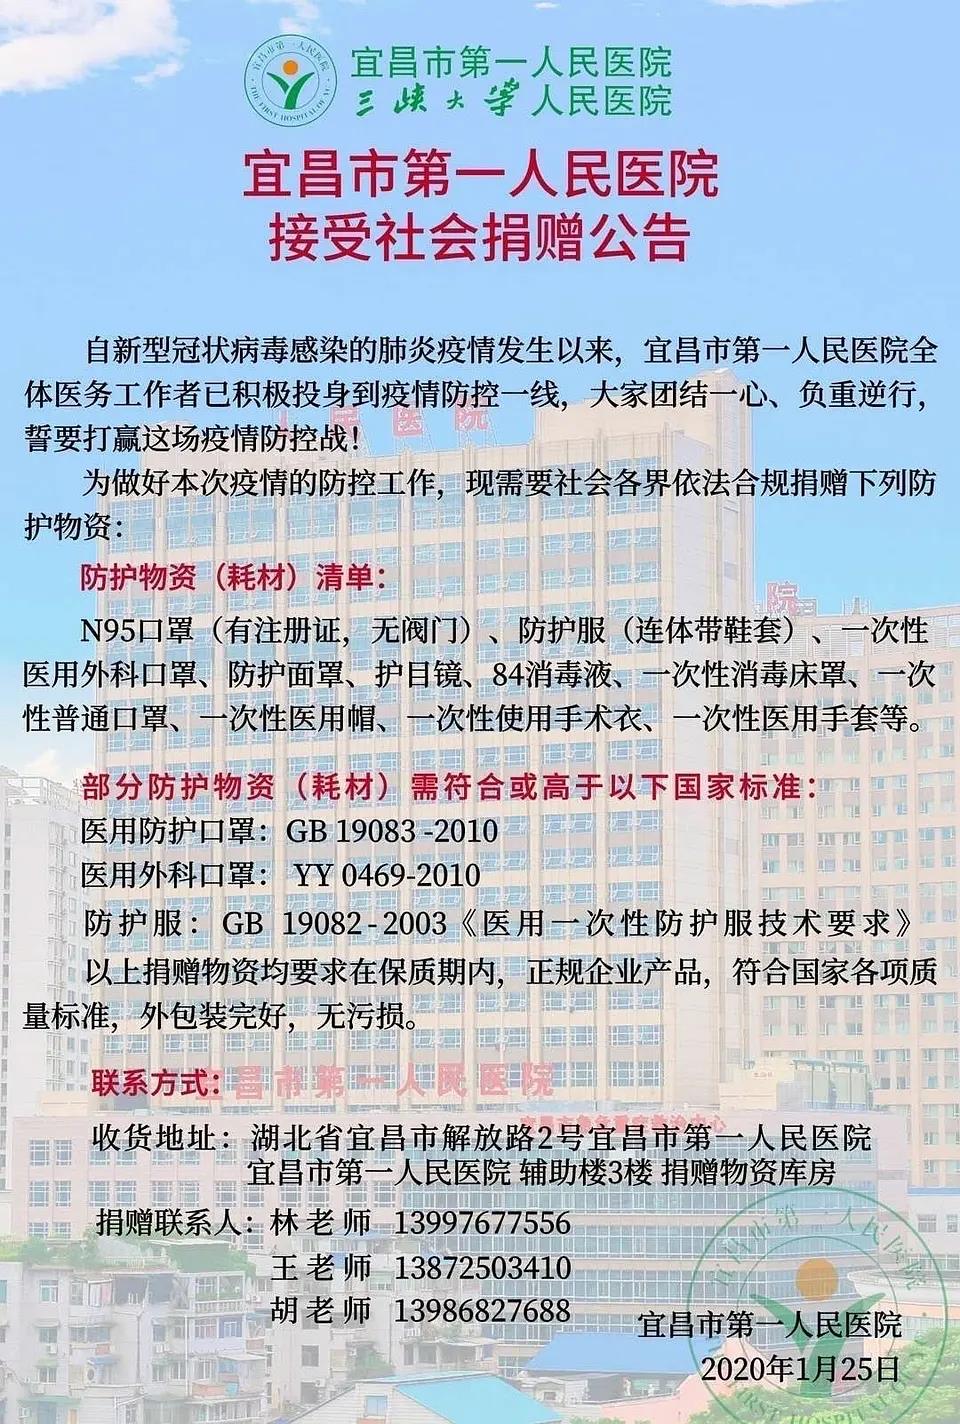 宜昌市第一人民医院
三峡大学人民医院
宜昌市第一人民医院
接受社会捐赠公告
自新型冠状病毒感染的肺炎疫情发生以来，宜昌市第一人民医院全
体医务工作者已积极投身到疫情防控一线，大家团结一心、负重逆行，
誓要打赢这场疫情防控战！
为做好本次疫情的防控工作，现需要社会各界依法合规捐赠下列防
护物资：
防护物资（耗材）清单：
N95口罩（有注册证，无阀门）、防护服（连体带鞋套）、一次性
医用外科口罩、防护面罩、护目镜、84消毒液、一次性消毒床罩、一次
性普通口罩、一次性医用帽、一次性使用手术衣、一次性医用手套等。
部分防护物资（耗材）需符合或高于以下国家标准：
医用防护口罩：GB 19083 -2010
医用外科口罩： YY 0469-2010
防护服：GB 19082-2003《医用一次性防护服技术要求》
以上捐赠物资均要求在保质期内，正规企业产品，符合国家各项质
量标准，外包装完好，无污损。
联系方式：
收货地址：湖北省宜昌市解放路2号宜昌市第一人民医院
宜昌市第一人民医院 辅助楼3楼 捐赠物资库房
捐赠联系人：林老师 13997677556
王老师 13872503410
胡老师 13986827688
宜昌市第一人民医院
2020年1月25日